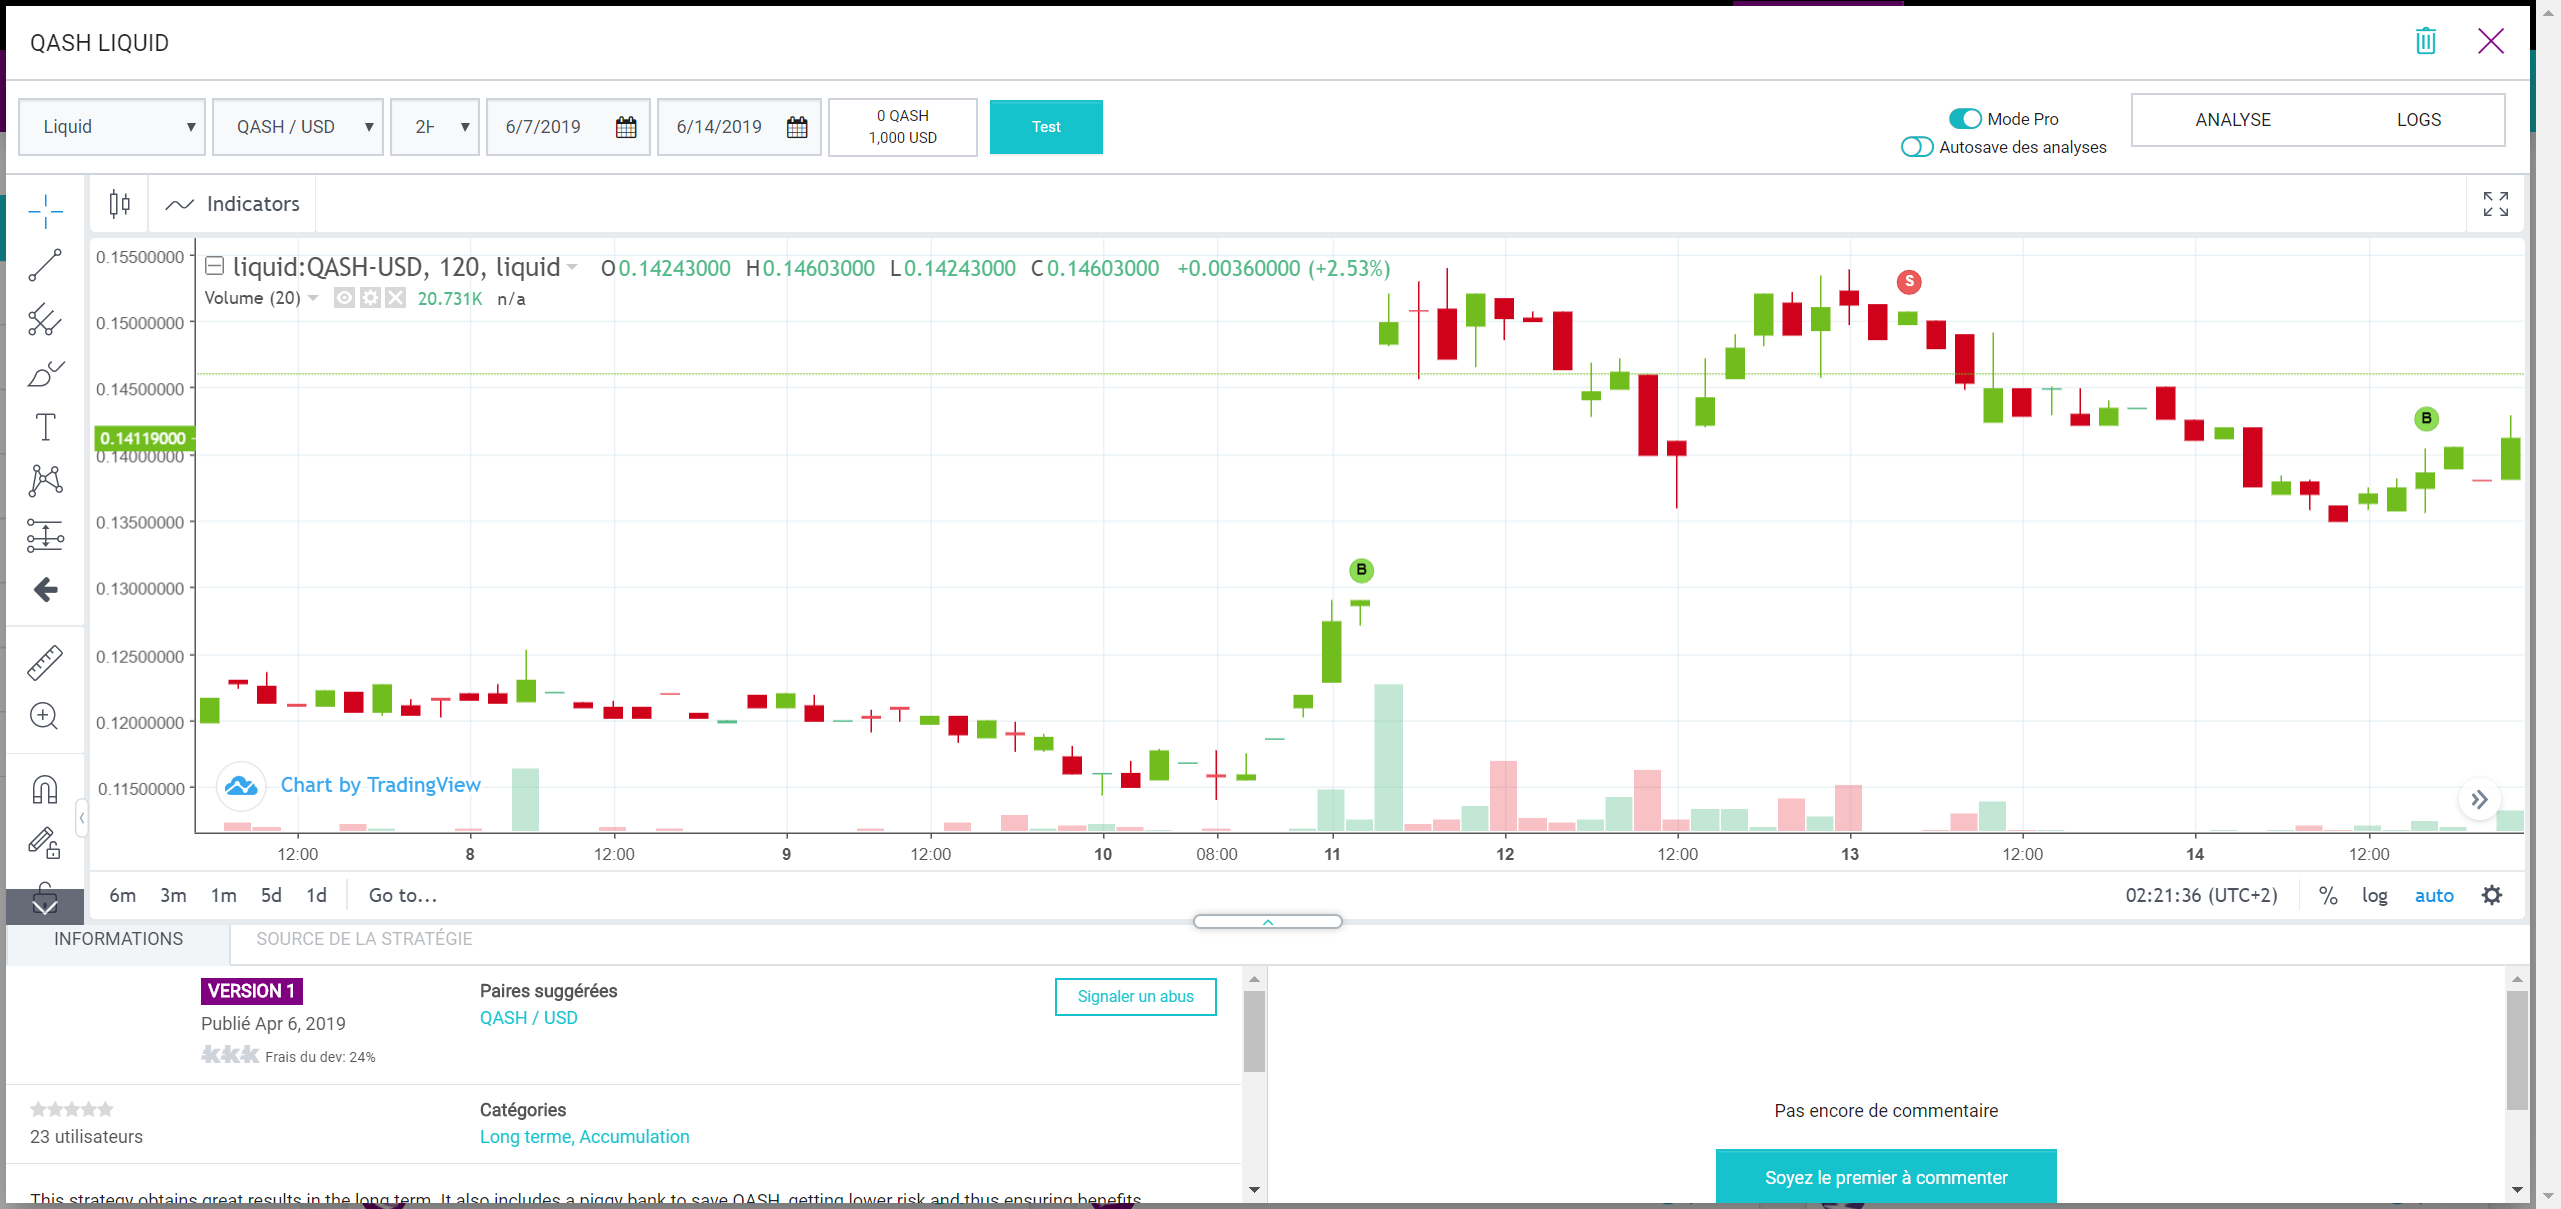 QASH LIQUID
Liquid
QASH / USD
6/7/2019
6/14/2019
0 QASH
1,000 USD
Test
Mode Pro
Autosave des analyses
ANALYSE
LOGS
Indicators
liquid:QASH-USD, 120, liquid O0.14243000 H0.14603000 L0.14243000 C0.14603000 +0.00360000 (+2.53%)
Volume (20) 20.731K n/a
0.15500000
0.15000000
0.14500000
0.14119000
0.14000000
0.13500000
0.13000000
0.12500000
0.12000000
0.11500000
S
B
B
Chart by TradingView
12:00 8 12:00 9 12:00 10 08:00 11 12 12:00 13 12:00 14 12:00
6m 3m 1m 5d 1d Go to...
02:21:36 (UTC+2) % log auto
INFORMATIONS
SOURCE DE LA STRATÉGIE
VERSION 1
Publié Apr 6, 2019
Frais du dev: 24%
Paires suggérées
QASH / USD
Signaler un abus
23 utilisateurs
Catégories
Long terme, Accumulation
This strategy obtains great results in the long term. It also includes a piggy bank to save QASH, getting lower risk and thus ensuring benefits
Pas encore de commentaire
Soyez le premier à commenter